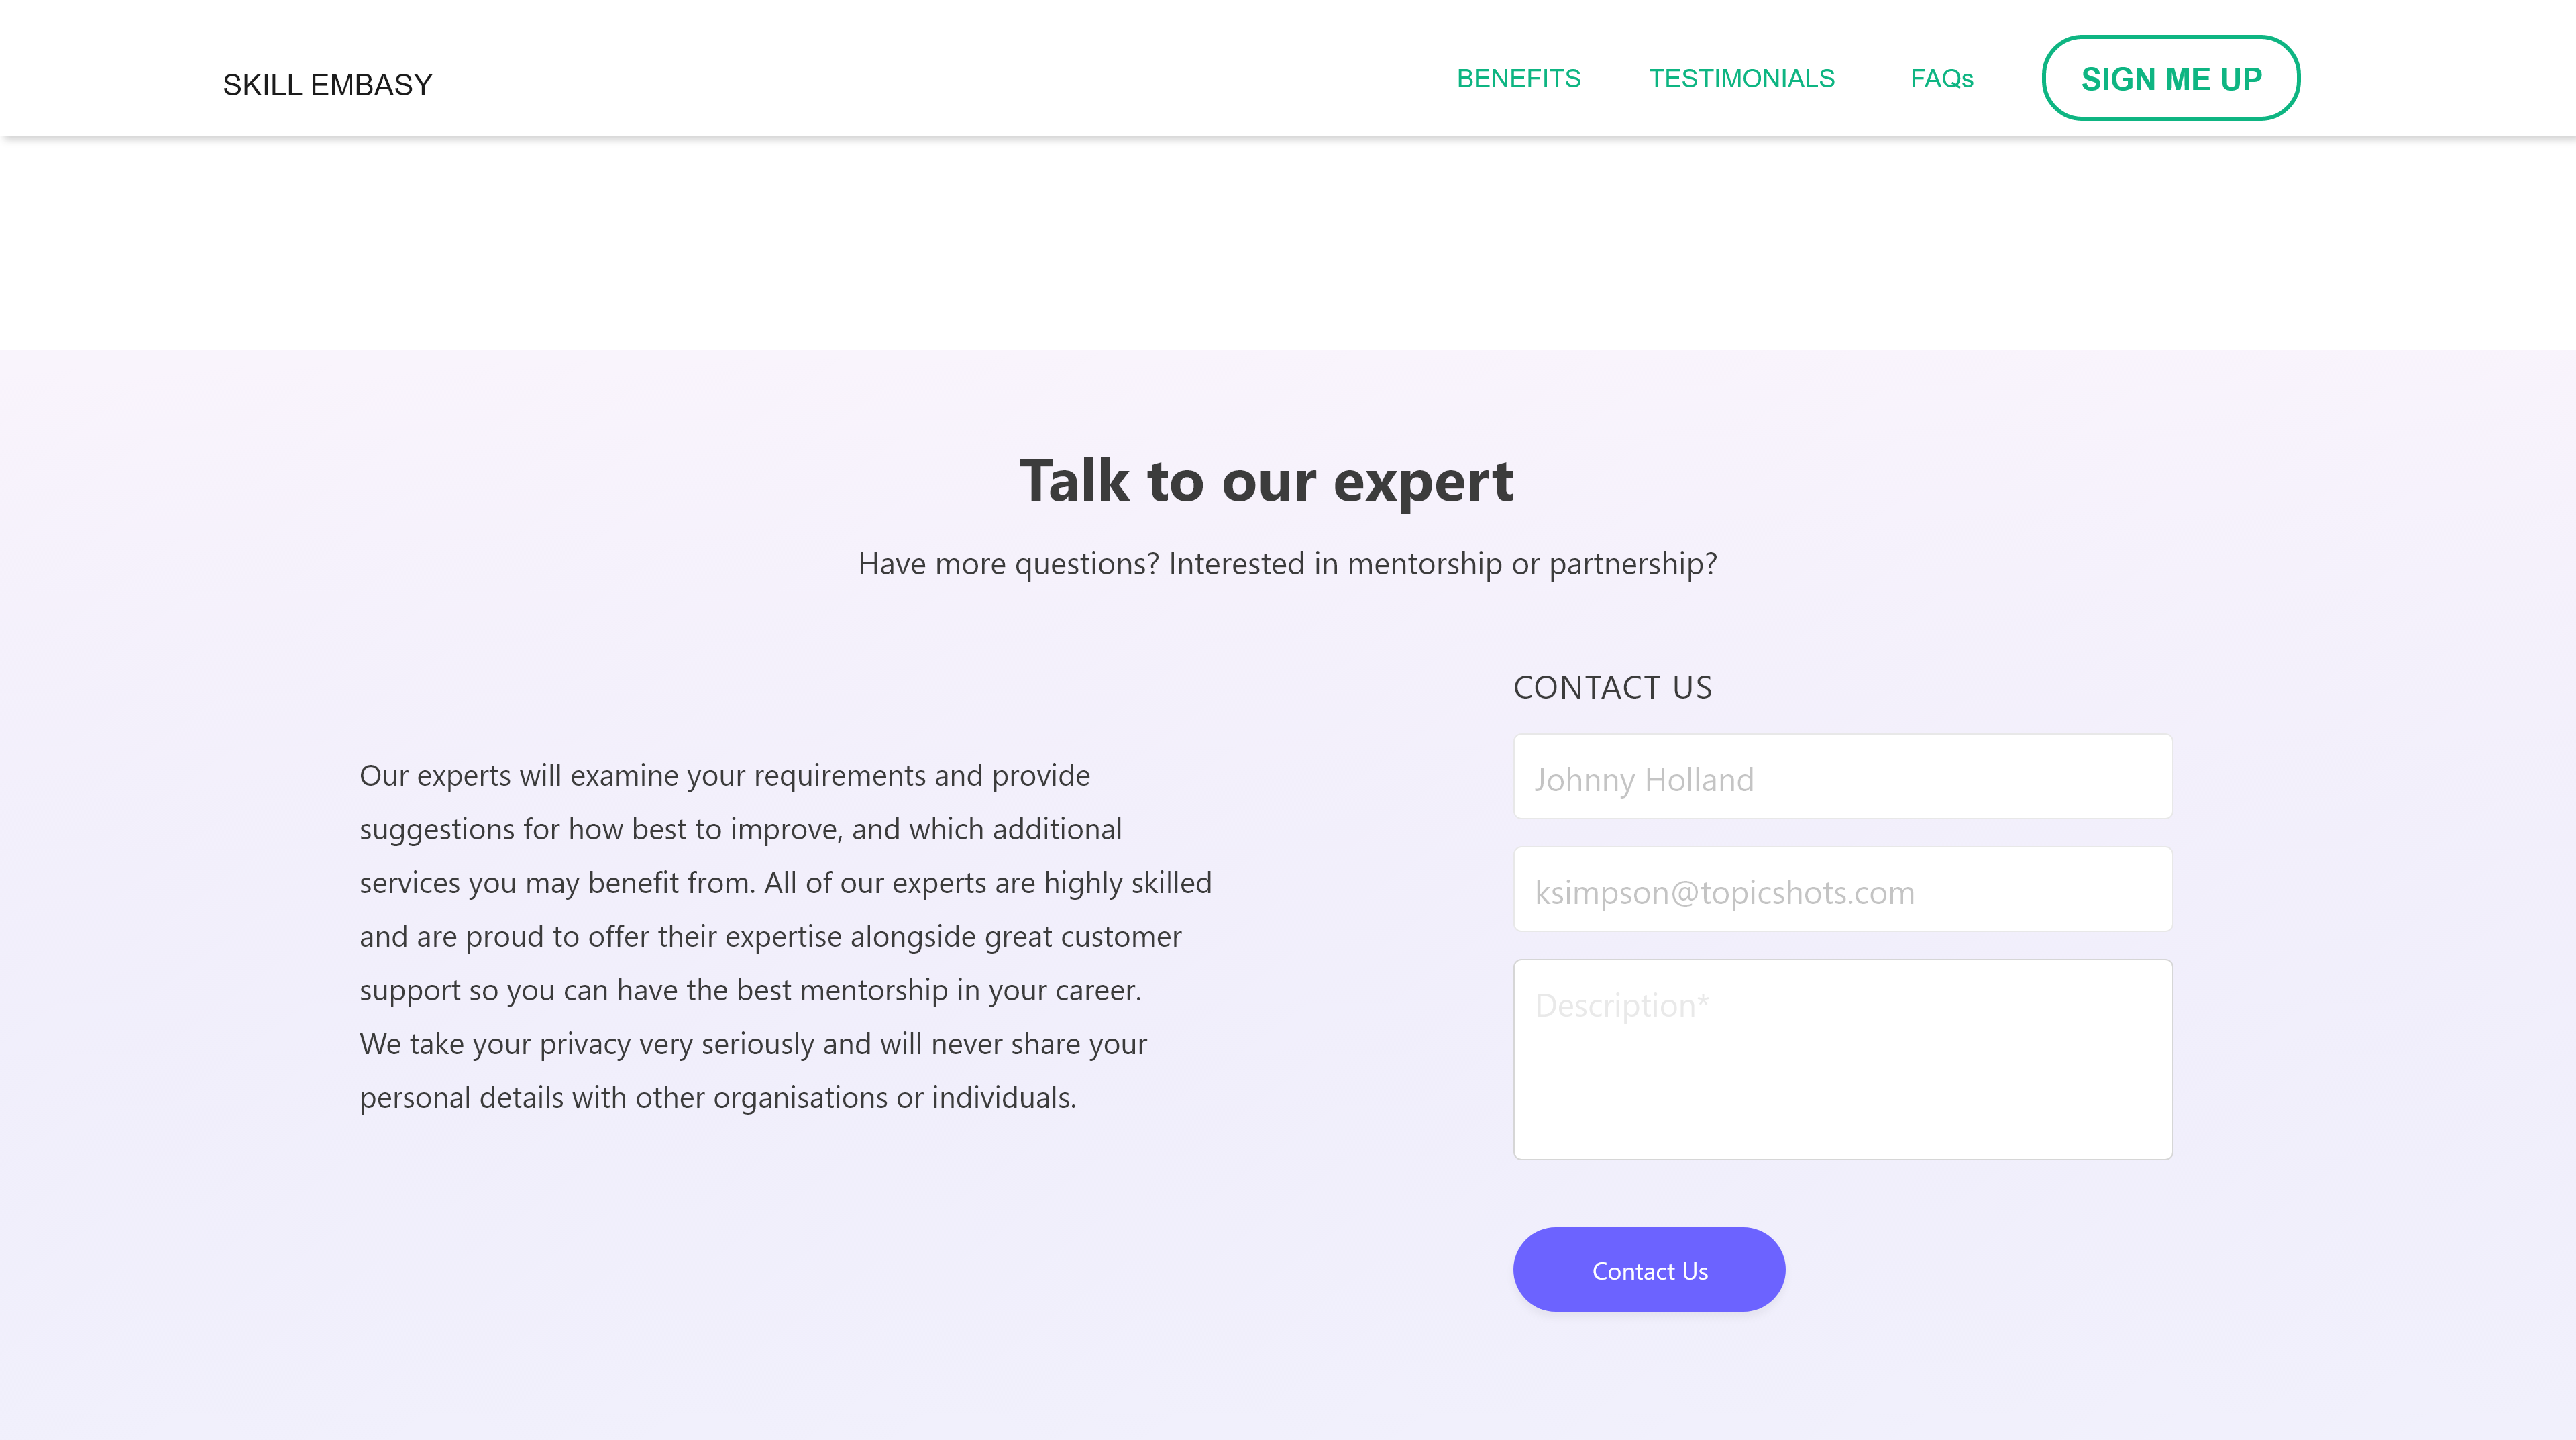 SKILL EMBASY
BENEFITS
TESTIMONIALS
FAQs
SIGN ME UP
Talk to our expert
Have more questions? Interested in mentorship or partnership?
Our experts will examine your requirements and provide
suggestions for how best to improve, and which additional
services you may benefit from. All of our experts are highly skilled
and are proud to offer their expertise alongside great customer
support so you can have the best mentorship in your career.
We take your privacy very seriously and will never share your
personal details with other organisations or individuals.
CONTACT US
Johnny Holland
ksimpson@topicshots.com
Description*
Contact Us